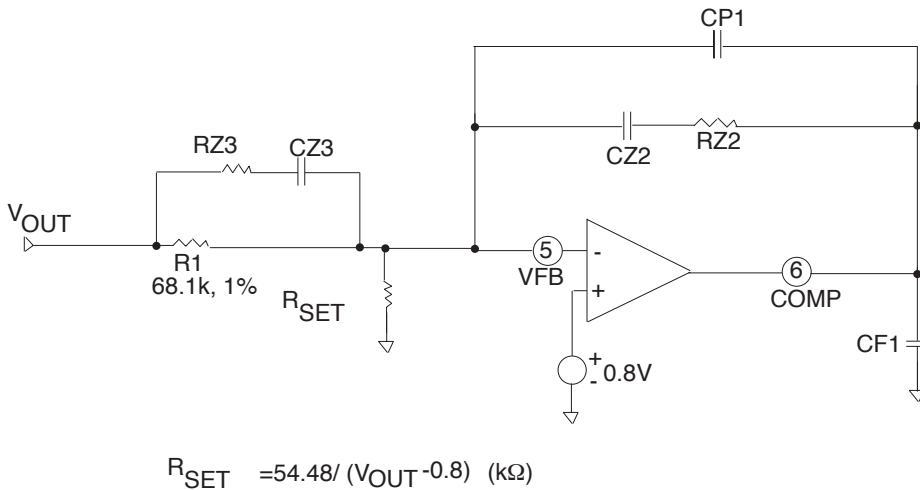 CP1
CZ2
RZ2
RZ3
CZ3
VOUT
R1
68.1k, 1%
RSET
5
VFB
-
+
6
COMP
CF1
+
-
0.8V
RSET =54.48/ (VOUT -0.8) (kΩ)